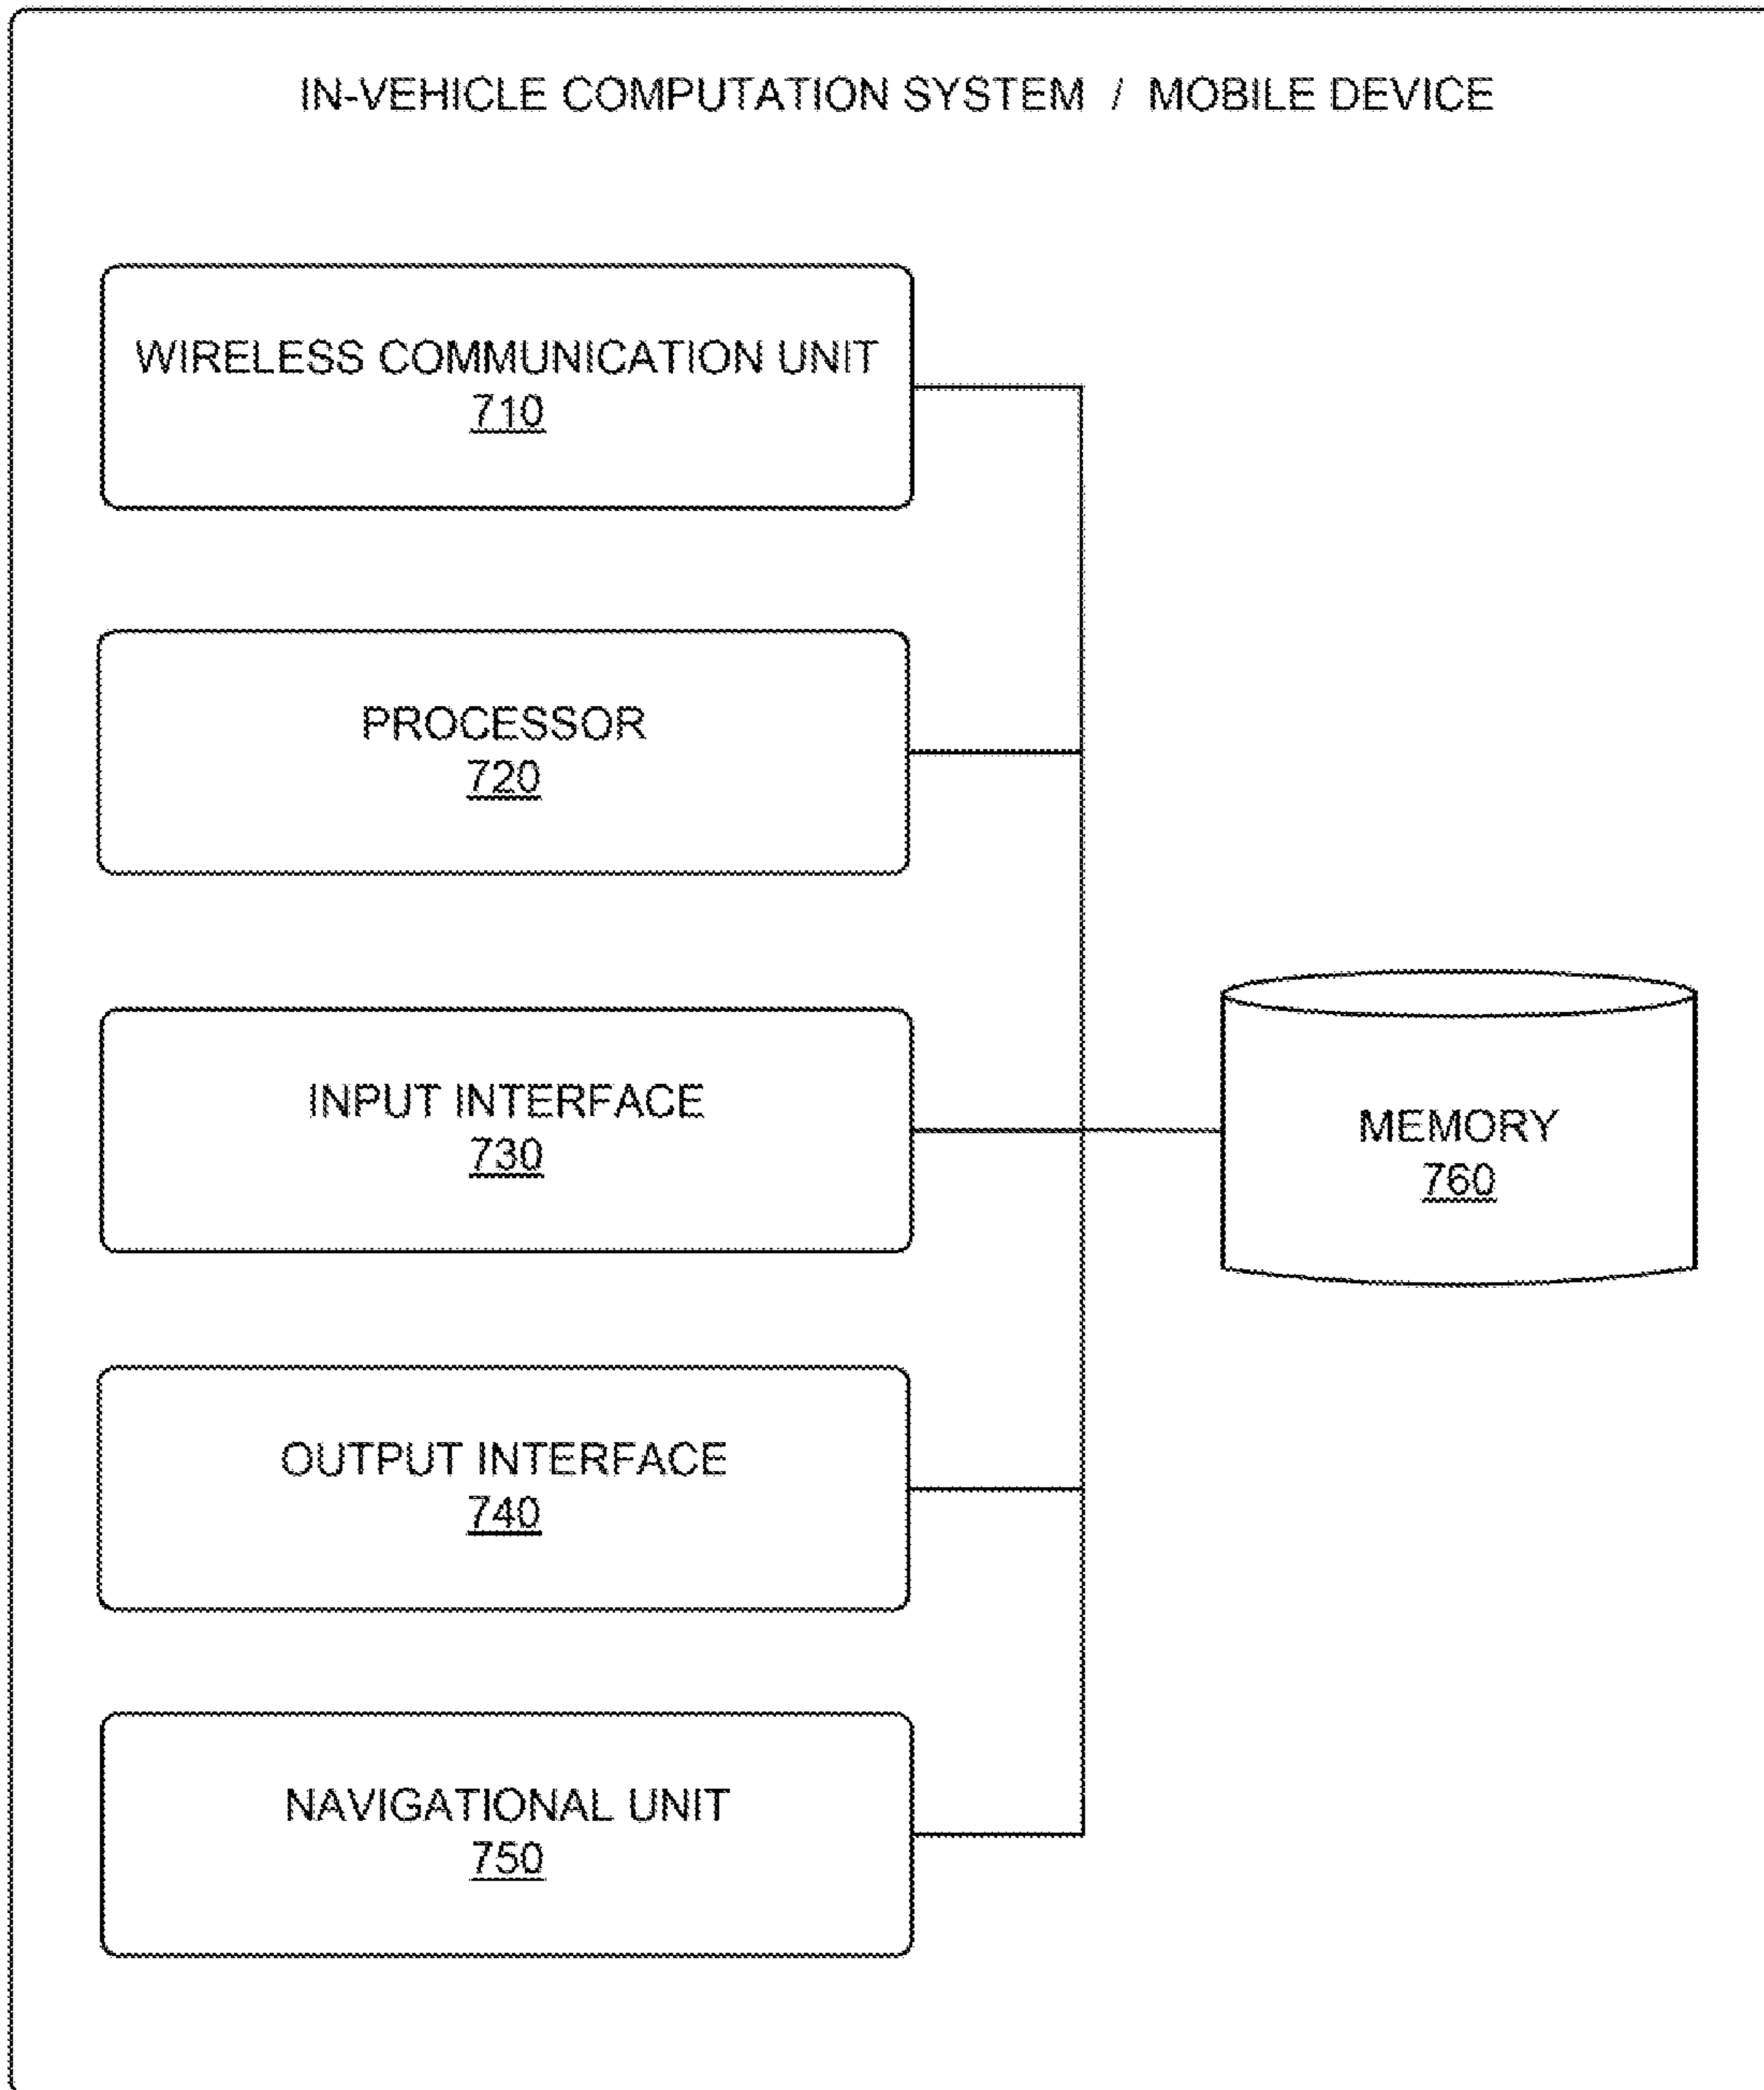 IN-VEHICLE COMPUTATION SYSTEM / MOBILE DEVICE
WIRELESS COMMUNICATION UNIT
710
PROCESSOR
720
INPUT INTERFACE
730
MEMORY
760
OUTPUT INTERFACE
740
NAVIGATIONAL UNIT
750